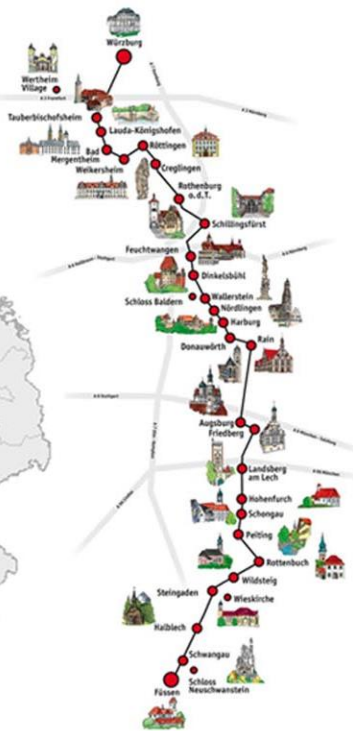 Würzburg
Wertheim
Village
Tauberbischofsheim
Lauda-Königshofen
Bad
Mergentheim
Röttingen
Weikersheim
Creglingen
Rothenburg
o.d.T.
Schillingsfürst
Feuchtwangen
Dinkelsbühl
Schloss Baldern
Wallerstein
Nördlingen
Harburg
Donauwörth
Rain
Augsburg
Friedberg
Landsberg
am Lech
Hohenfurch
Schongau
Peiting
Rottenbuch
Wildsteig
Steingaden
Wieskirche
Halblech
Schwangau
Schloss
Neuschwanstein
Füssen